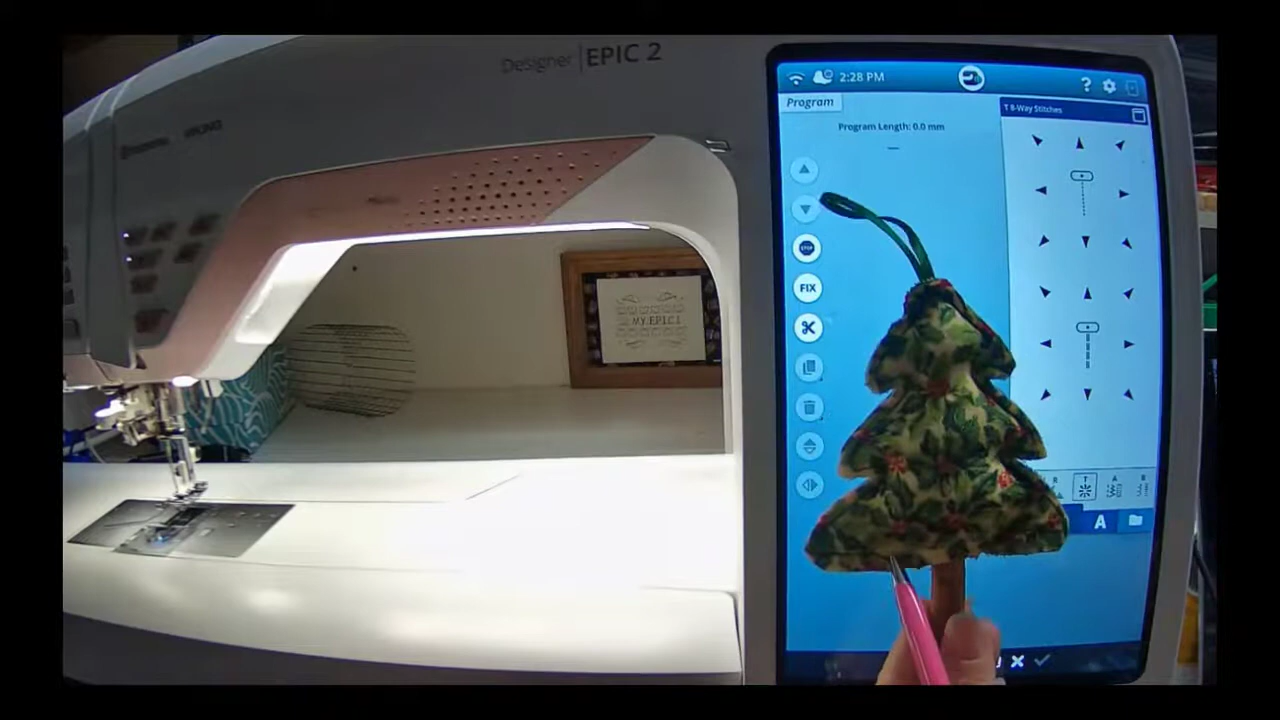 Designer EPIC 2
VIKING
MY EPIC
2:28 PM
?
Program
T 8-Way Stitches
Program Length: 0.0 mm
STOP
FIX
R T A B
A